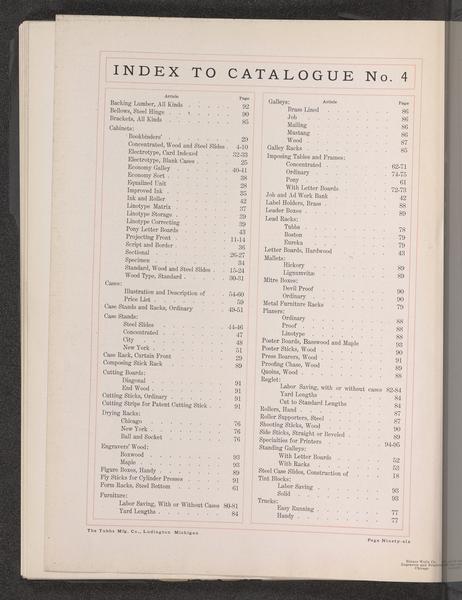 INDEX TO CATALOGUE No. 4
Article Page
Backing Lumber, All Kinds 92
Bellows, Steel Hinge 90
Brackets, All Kinds 85
Cabinets:
Bookbinders' 29
Concentrated, Wood and Steel Slides 4-10
Electrotype, Card Indexed 32-33
Electrotype, Blank Cases 25
Economy Galley 40-41
Economy Sort 38
Equalized Unit 28
Improved Ink 35
Ink and Roller 42
Linotype Matrix 37
Linotype Storage 39
Linotype Correcting 39
Pony Letter Boards 43
Projecting Front 11-14
Script and Border 36
Sectional 26-27
Specimen 34
Standard, Wood and Steel Slides 15-24
Wood Type, Standard 30-31
Cases:
Illustration and Description of 54-60
Price List 59
Case Stands and Racks, Ordinary 49-51
Case Stands:
Steel Slides 44-46
Concentrated 47
City 48
New York 51
Case Rack, Curtain Front 29
Composing Stick Rack 89
Cutting Boards:
Diagonal 91
End Wood 91
Cutting Sticks, Ordinary 91
Cutting Strips for Patent Cutting Stick 91
Drying Racks:
Chicago 76
New York 76
Ball and Socket 76
Engravers' Wood:
Boxwood 93
Maple 93
Figure Boxes, Handy 89
Fly Sticks for Cylinder Presses 91
Form Racks, Steel Bottom 61
Furniture:
Labor Saving, With or Without Cases 80-81
Yard Lengths 84
Article Page
Galleys:
Brass Lined 86
Job 86
Mailing 86
Mustang 86
Wood 87
Galley Racks 85
Imposing Tables and Frames:
Concentrated 62-71
Ordinary 74-75
Pony 61
With Letter Boards 72-73
Job and Ad Work Bank 42
Label Holders, Brass 88
Leader Boxes 89
Lead Racks:
Tubbs 78
Boston 79
Eureka 79
Letter Boards, Hardwood 43
Mallets:
Hickory 89
Lignumvitæ 89
Mitre Boxes:
Devil Proof 90
Ordinary 90
Metal Furniture Racks 79
Planers:
Ordinary 88
Proof 88
Linotype 88
Poster Boards, Basswood and Maple 93
Poster Sticks, Wood 90
Press Boarers, Wood 91
Proofing Chase, Wood 89
Quoins, Wood 88
Reglet:
Labor Saving, with or without cases 82-84
Yard Lengths 84
Cut to Standard Lengths 84
Rollers, Hand 87
Roller Supporters, Steel 87
Shooting Sticks, Wood 90
Side Sticks, Straight or Beveled 89
Specialties for Printers 94-95
Standing Galleys:
With Letter Boards 52
With Racks 53
Steel Case Slides, Construction of 18
Tint Blocks:
Labor Saving 93
Solid 93
Trucks:
Easy Running 77
Handy 77
The Tubbs Mfg. Co., Ludington Michigan
Page Ninety-six
Chicago